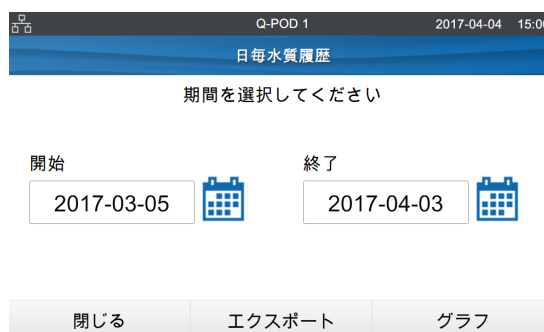 Q-POD 1 2017-04-04 15:00
日毎水質履歴
期間を選択してください
開始 終了
2017-03-05 2017-04-03
閉じる エクスポート グラフ